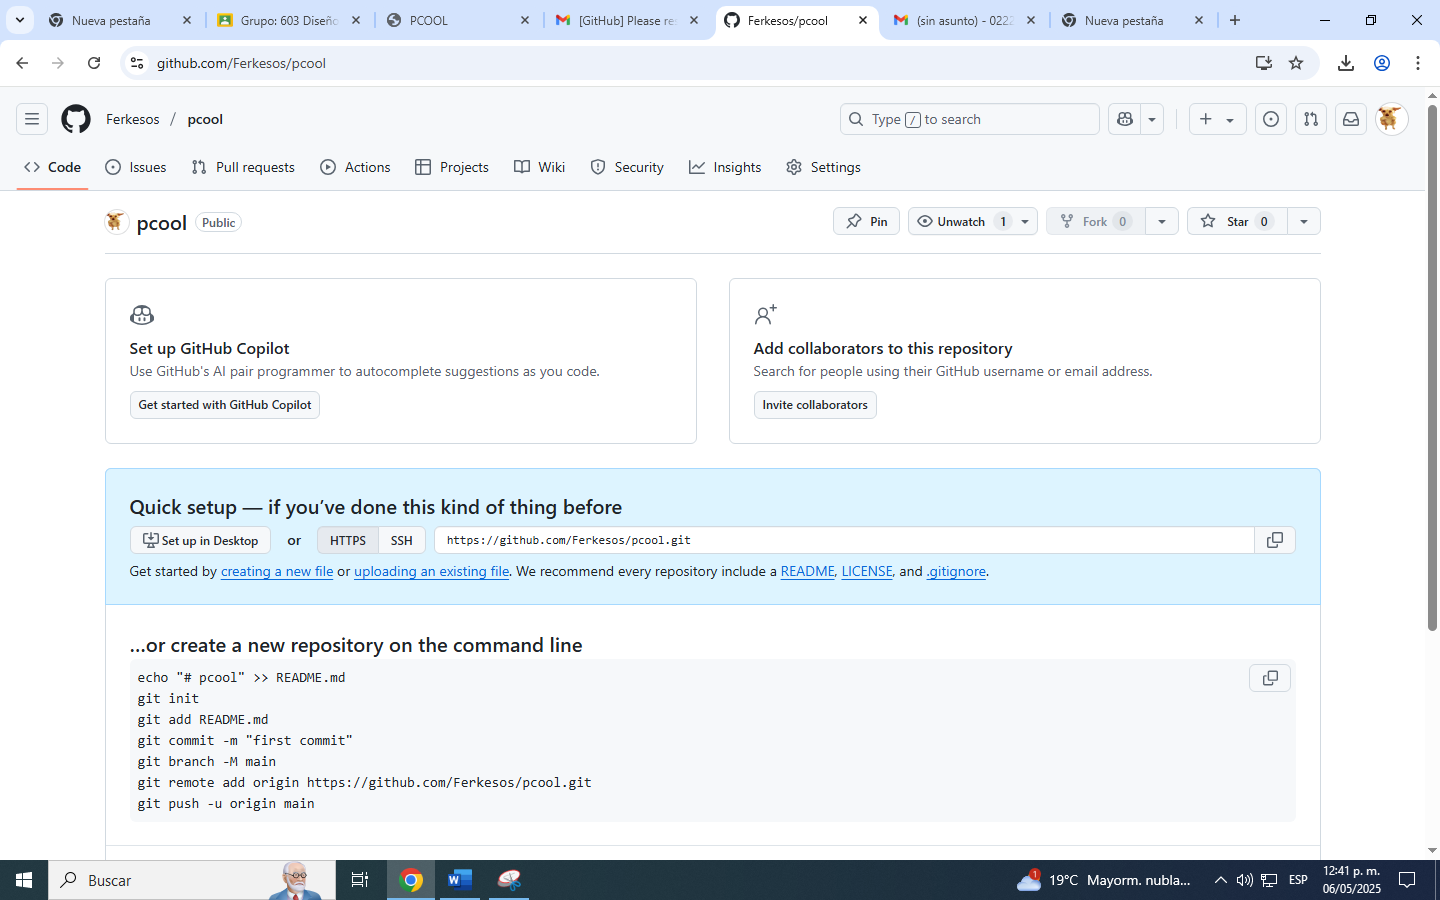 Nueva pestaña
Grupo: 603 Diseño
PCOOL
[GitHub] Please re
Ferkesos/pcool
(sin asunto) - 022
Nueva pestaña
github.com/Ferkesos/pcool
Ferkesos / pcool
Type / to search
Code
Issues
Pull requests
Actions
Projects
Wiki
Security
Insights
Settings
pcool Public
Pin
Unwatch 1
Fork 0
Star 0
Set up GitHub Copilot
Use GitHub's AI pair programmer to autocomplete suggestions as you code.
Get started with GitHub Copilot
Add collaborators to this repository
Search for people using their GitHub username or email address.
Invite collaborators
Quick setup — if you’ve done this kind of thing before
Set up in Desktop or HTTPS SSH https://github.com/Ferkesos/pcool.git
Get started by creating a new file or uploading an existing file. We recommend every repository include a README, LICENSE, and .gitignore.
…or create a new repository on the command line
echo "# pcool" >> README.md
git init
git add README.md
git commit -m "first commit"
git branch -M main
git remote add origin https://github.com/Ferkesos/pcool.git
git push -u origin main
Buscar
1
19°C Mayorm. nubla...
ESP
12:41 p. m.
06/05/2025